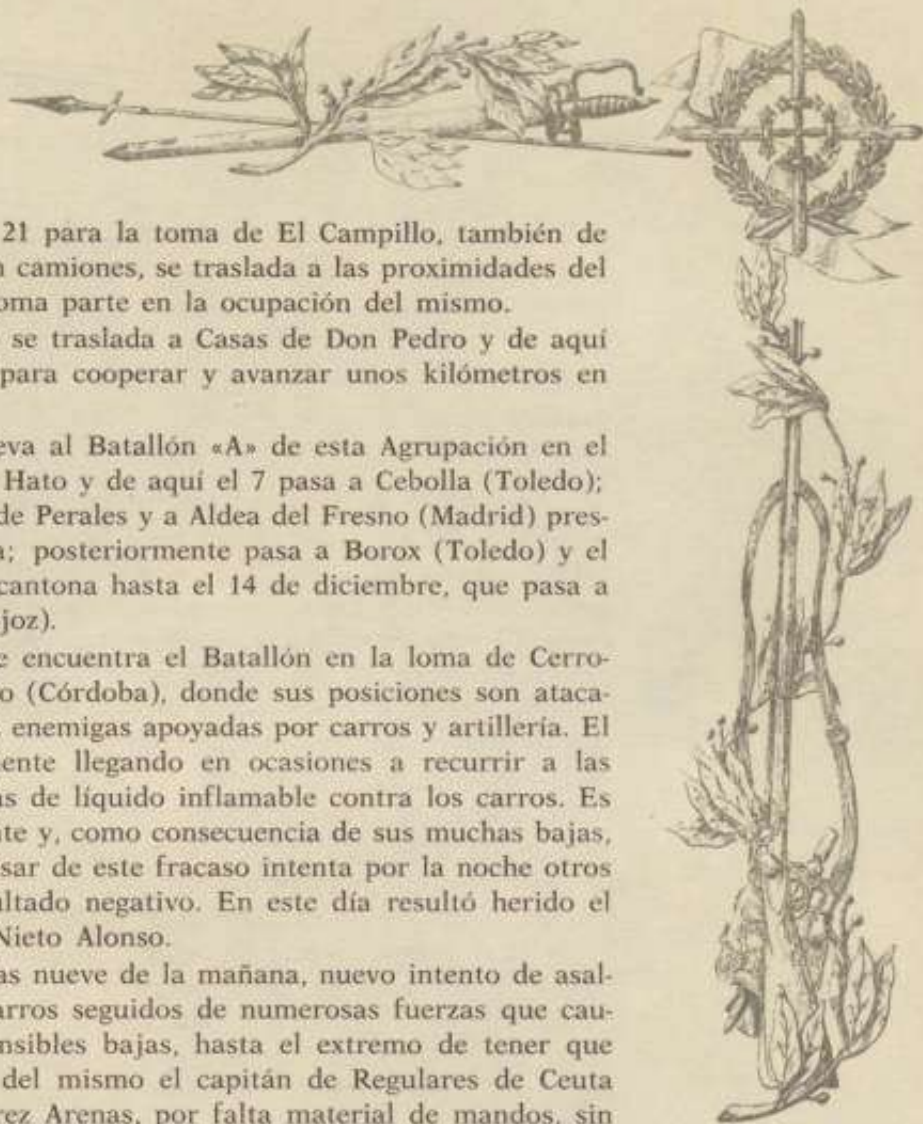 21 para la toma de El Campillo, también de
camiones, se traslada a las proximidades del
oma parte en la ocupación del mismo.
se traslada a Casas de Don Pedro y de aquí
para cooperar y avanzar unos kilómetros en
eva al Batallón «A» de esta Agrupación en el
Hato y de aquí el 7 pasa a Cebolla (Toledo);
de Perales y a Aldea del Fresno (Madrid) pres-
a; posteriormente pasa a Borox (Toledo) y el
cantona hasta el 14 de diciembre, que pasa a
joz).
e encuentra el Batallón en la loma de Cerro-
o (Córdoba), donde sus posiciones son ataca-
enemigas apoyadas por carros y artillería. El
ente llegando en ocasiones a recurrir a las
as de líquido inflamable contra los carros. Es
te y, como consecuencia de sus muchas bajas,
sar de este fracaso intenta por la noche otros
ultado negativo. En este día resultó herido el
Nieto Alonso.
as nueve de la mañana, nuevo intento de asal-
arros seguidos de numerosas fuerzas que cau-
nsibles bajas, hasta el extremo de tener que
del mismo el capitán de Regulares de Ceuta
rez Arenas, por falta material de mandos, sin